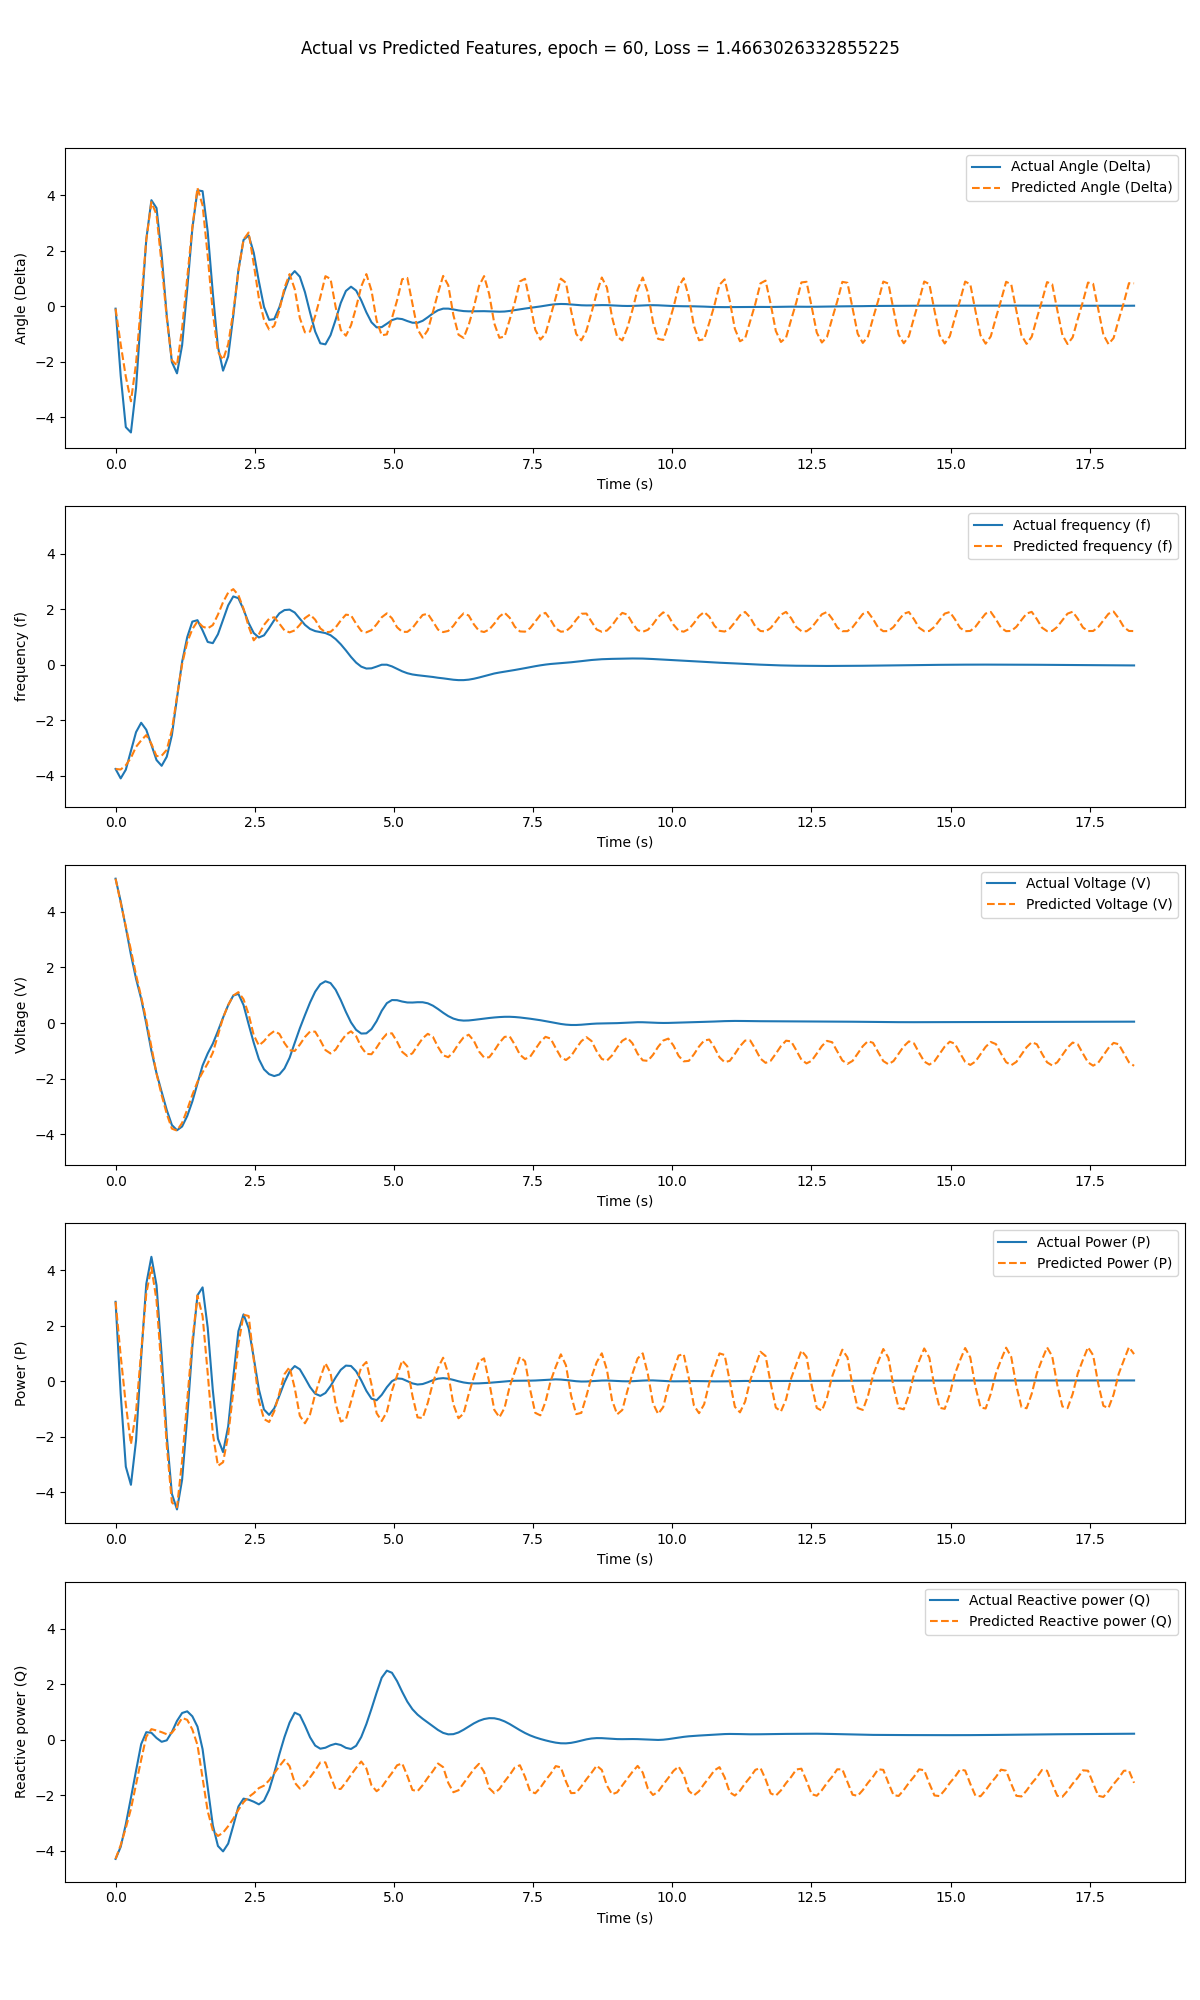 Actual vs Predicted Features, epoch = 60, Loss = 1.4663026332855225
Actual Angle (Delta)
Predicted Angle (Delta)
Angle (Delta)
4
2
0
−2
−4
0.0 2.5 5.0 7.5 10.0 12.5 15.0 17.5
Time (s)
Actual frequency (f)
Predicted frequency (f)
frequency (f)
4
2
0
−2
−4
0.0 2.5 5.0 7.5 10.0 12.5 15.0 17.5
Time (s)
Actual Voltage (V)
Predicted Voltage (V)
Voltage (V)
4
2
0
−2
−4
0.0 2.5 5.0 7.5 10.0 12.5 15.0 17.5
Time (s)
Actual Power (P)
Predicted Power (P)
Power (P)
4
2
0
−2
−4
0.0 2.5 5.0 7.5 10.0 12.5 15.0 17.5
Time (s)
Actual Reactive power (Q)
Predicted Reactive power (Q)
Reactive power (Q)
4
2
0
−2
−4
0.0 2.5 5.0 7.5 10.0 12.5 15.0 17.5
Time (s)